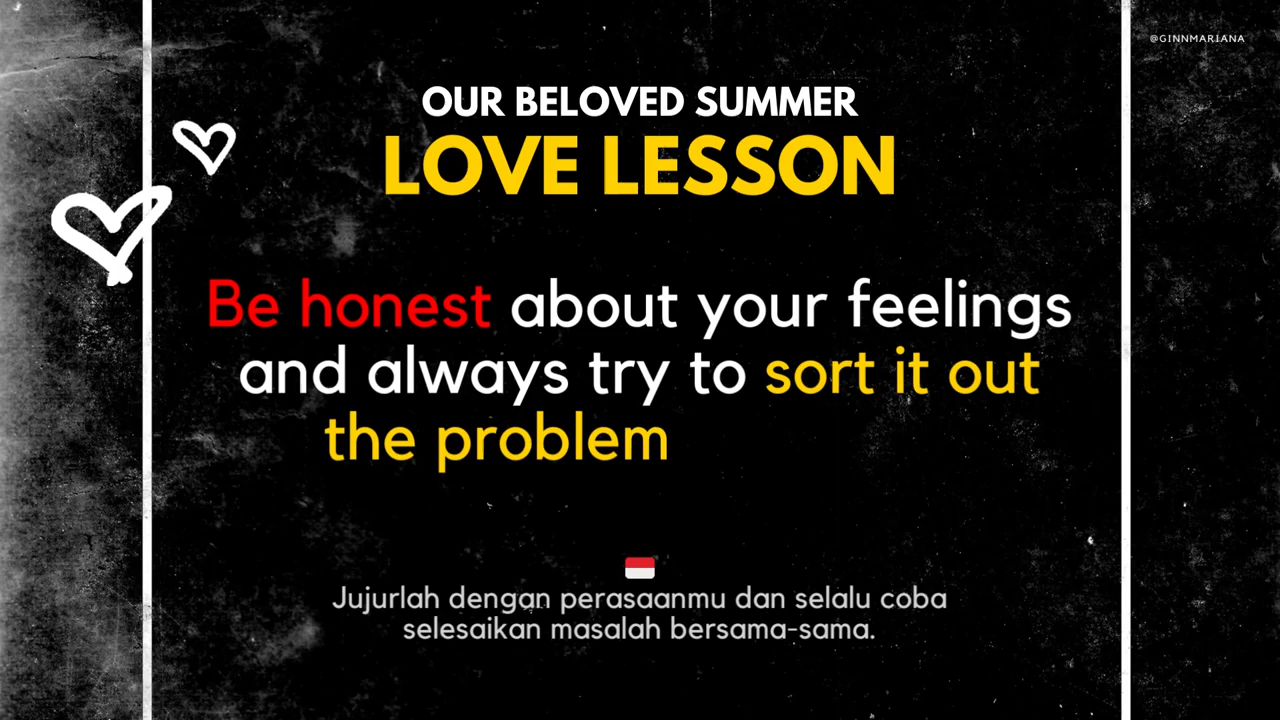 @GINNMARIANA
OUR BELOVED SUMMER
LOVE LESSON
Be honest about your feelings
and always try to sort it out
the problem
Jujurlah dengan perasaanmu dan selalu coba
selesaikan masalah bersama-sama.